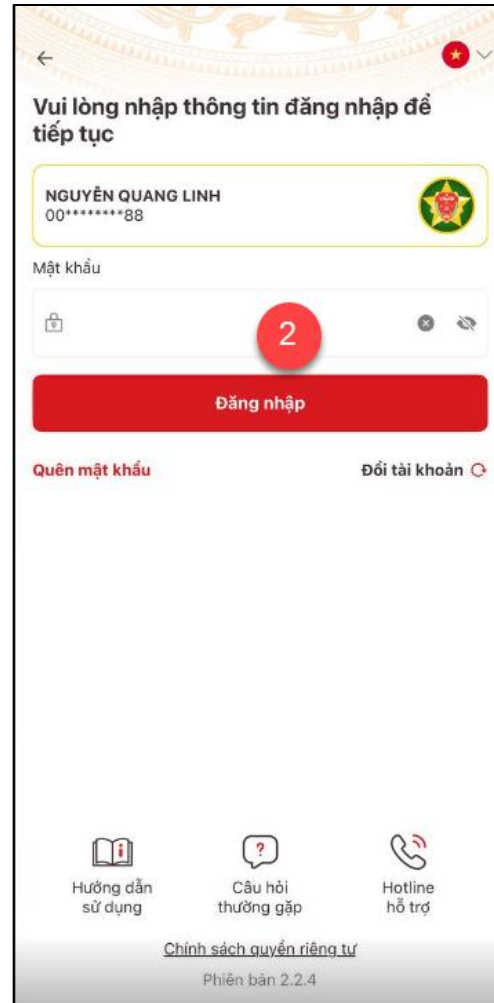 Vui lòng nhập thông tin đăng nhập để
tiếp tục
NGUYỄN QUANG LINH
00********88
Mật khẩu
2
Đăng nhập
Quên mật khẩu
Đổi tài khoản
Hướng dẫn
sử dụng
Câu hỏi
thường gặp
Hotline
hỗ trợ
Chính sách quyền riêng tư
Phiên bản 2.2.4